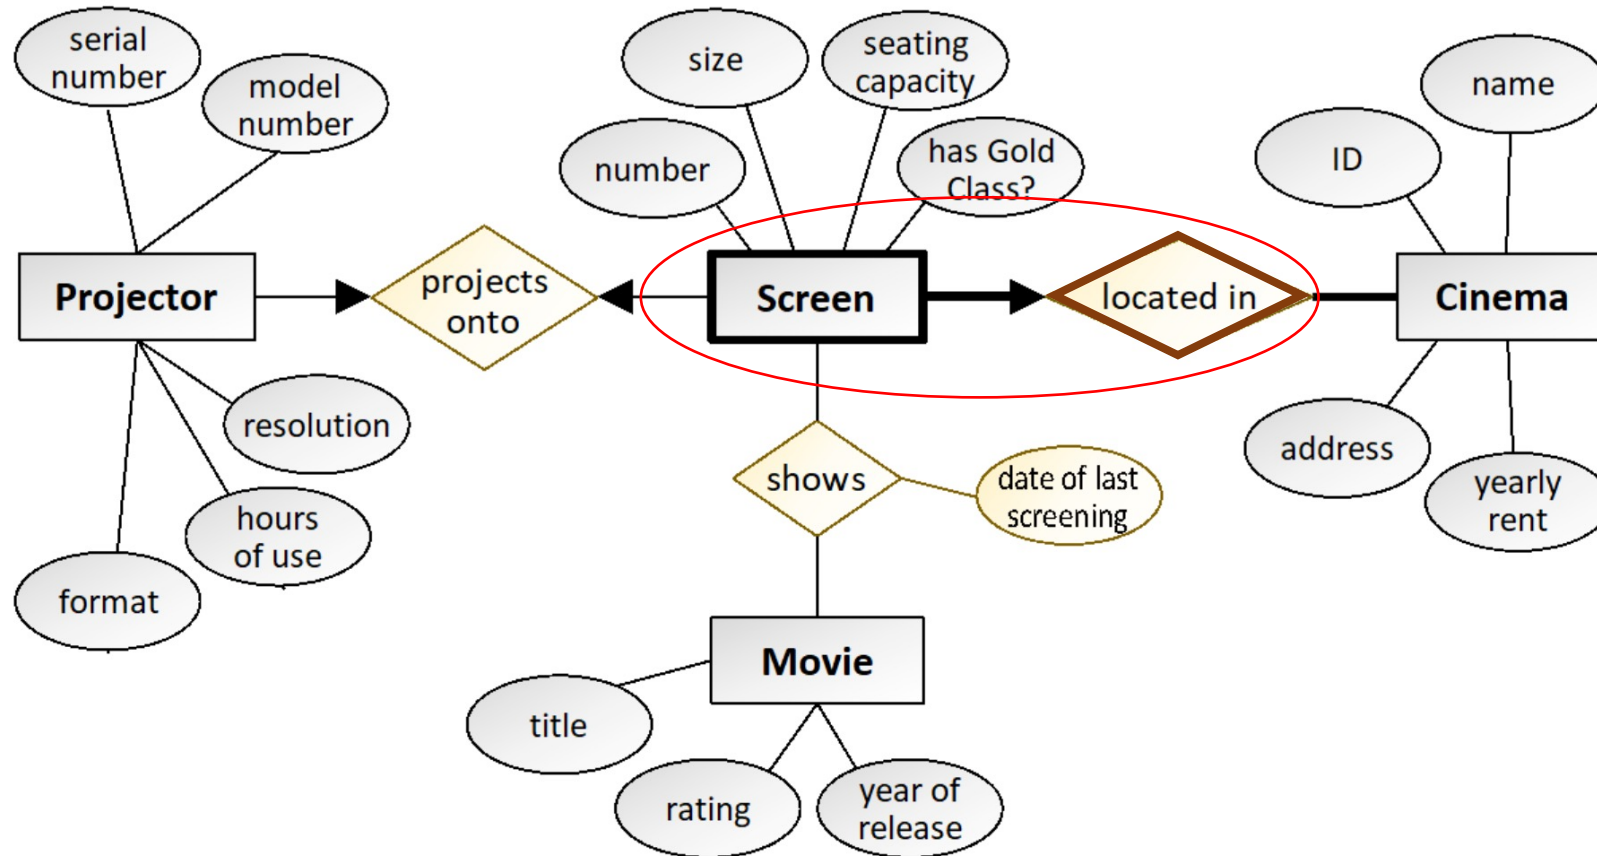 serial
number
model
number
size
seating
capacity
name
number
has Gold
Class?
ID
Projector
projects
onto
Screen
located in
Cinema
resolution
hours
of use
format
shows
date of last
screening
address
yearly
rent
Movie
title
rating
year of
release